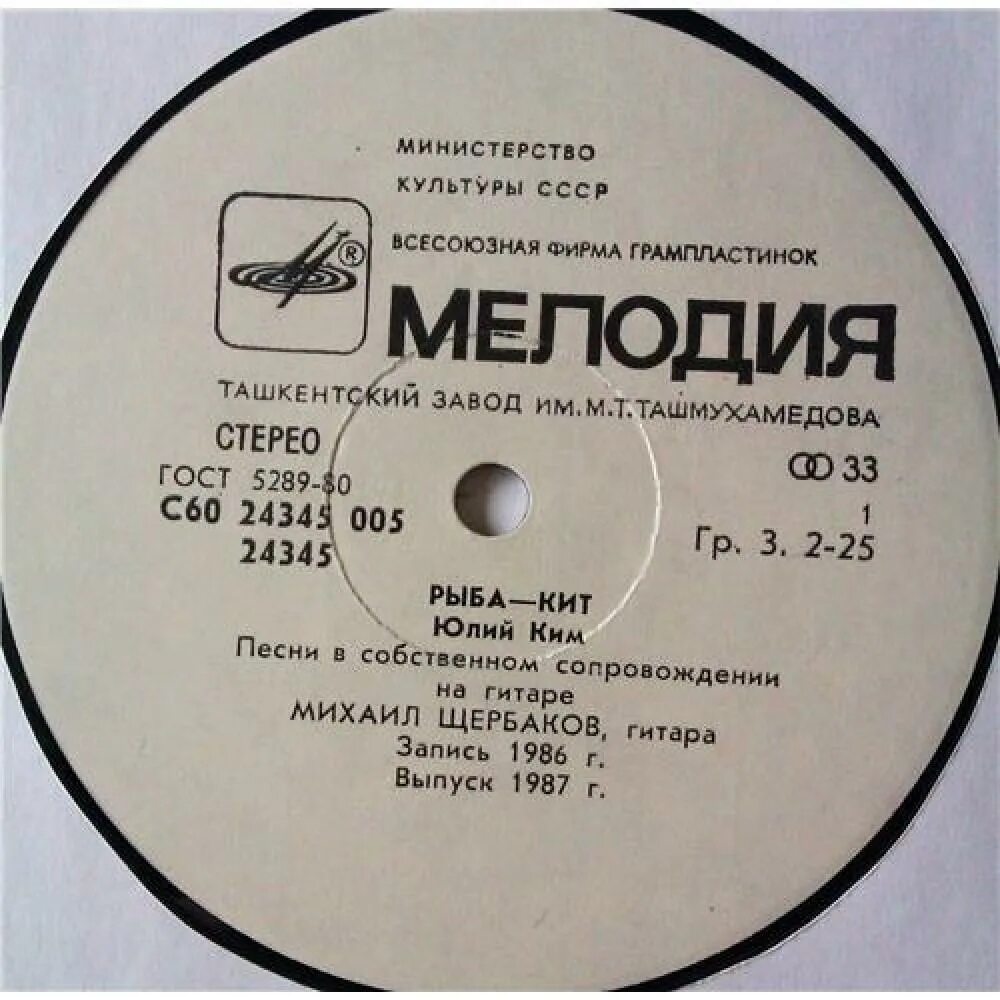 МИНИСТЕРСТВО
КУЛЬТУРЫ СССР
ВСЕСОЮЗНАЯ ФИРМА ГРАМПЛАСТИНОК
®
МЕЛОДИЯ
ТАШКЕНТСКИЙ ЗАВОД ИМ.М.Т.ТАШМУХАМЕДОВА
СТЕРЕО
33
ГОСТ 5289-80
С60 24345 005
1
24345
Гр. 3. 2-25
РЫБА—КИТ
Юлий Ким
Песни в собственном сопровождении
на гитаре
МИХАИЛ ЩЕРБАКОВ, гитара
Запись 1986 г.
Выпуск 1987 г.